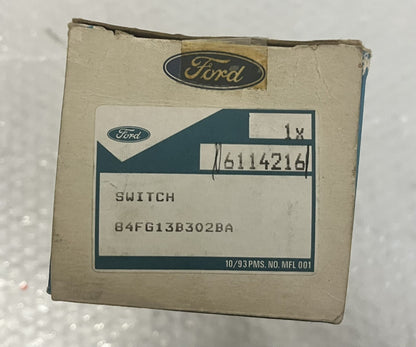 Ford
Ford
1x
6114216
SWITCH
84FG13B302BA
10/93 PMS. NO. MFL 001